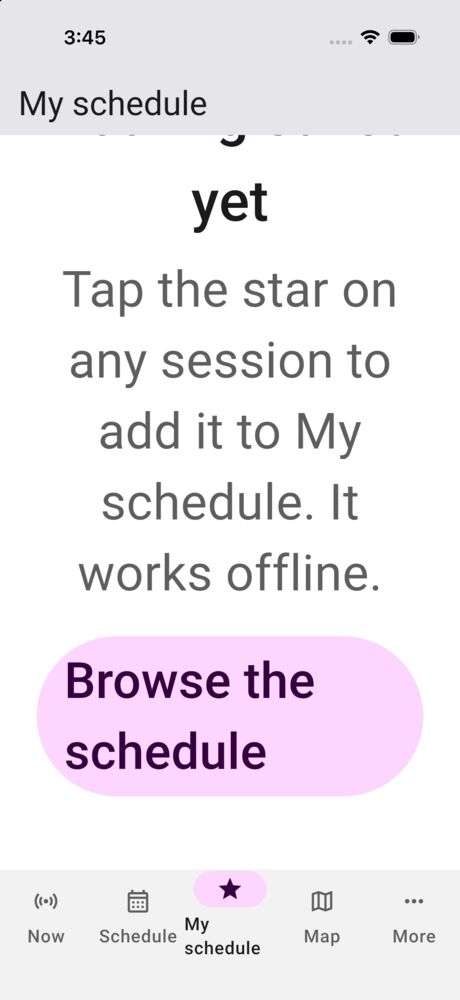 3:45
My schedule
yet
Tap the star on
any session to
add it to My
schedule. It
works offline.
Browse the
schedule
Now
Schedule
My
schedule
Map
More